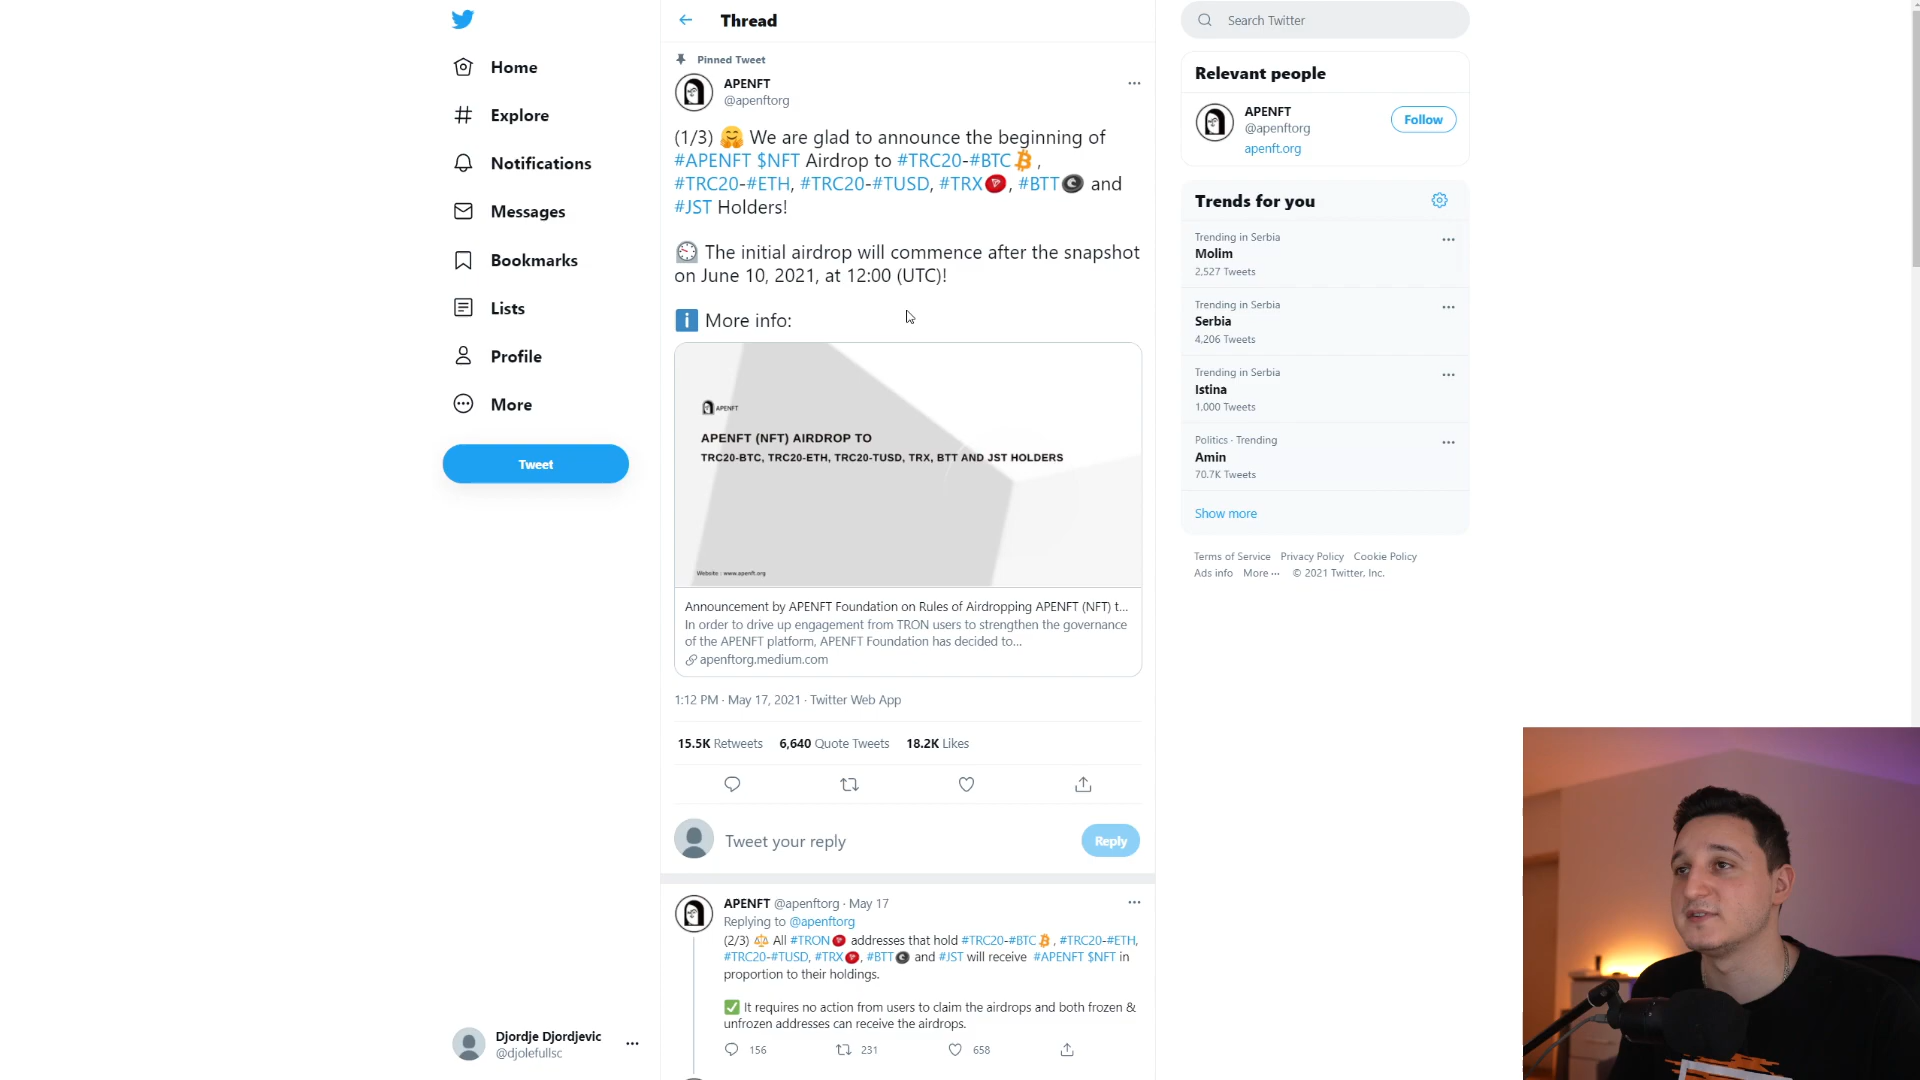 Home
Explore
Notifications
Messages
Bookmarks
Lists
Profile
More
Tweet
Djordje Djordjevic
@djolefullsc
Thread
Pinned Tweet
APENFT
@apenftorg
(1/3) 🤗 We are glad to announce the beginning of
#APENFT $NFT Airdrop to #TRC20-#BTC,
#TRC20-#ETH, #TRC20-#TUSD, #TRX, #BTT and
#JST Holders!
The initial airdrop will commence after the snapshot
on June 10, 2021, at 12:00 (UTC)!
ℹ️ More info:
APENFT
APENFT (NFT) AIRDROP TO
TRC20-BTC, TRC20-ETH, TRC20-TUSD, TRX, BTT AND JST HOLDERS
Website : www.apenft.org
Announcement by APENFT Foundation on Rules of Airdropping APENFT (NFT) t...
In order to drive up engagement from TRON users to strengthen the governance
of the APENFT platform, APENFT Foundation has decided to...
apenftorg.medium.com
1:12 PM · May 17, 2021 · Twitter Web App
15.5K Retweets 6,640 Quote Tweets 18.2K Likes
Tweet your reply
Reply
APENFT @apenftorg · May 17
Replying to @apenftorg
(2/3) ⚖️ All #TRON addresses that hold #TRC20-#BTC, #TRC20-#ETH,
#TRC20-#TUSD, #TRX, #BTT and #JST will receive #APENFT $NFT in
proportion to their holdings.
✅ It requires no action from users to claim the airdrops and both frozen &
unfrozen addresses can receive the airdrops.
156 231 658
Search Twitter
Relevant people
APENFT
@apenftorg
apenft.org
Follow
Trends for you
Trending in Serbia
Molim
2,527 Tweets
Trending in Serbia
Serbia
4,206 Tweets
Trending in Serbia
Istina
1,000 Tweets
Politics · Trending
Amin
70.7K Tweets
Show more
Terms of Service Privacy Policy Cookie Policy
Ads info More ··· © 2021 Twitter, Inc.